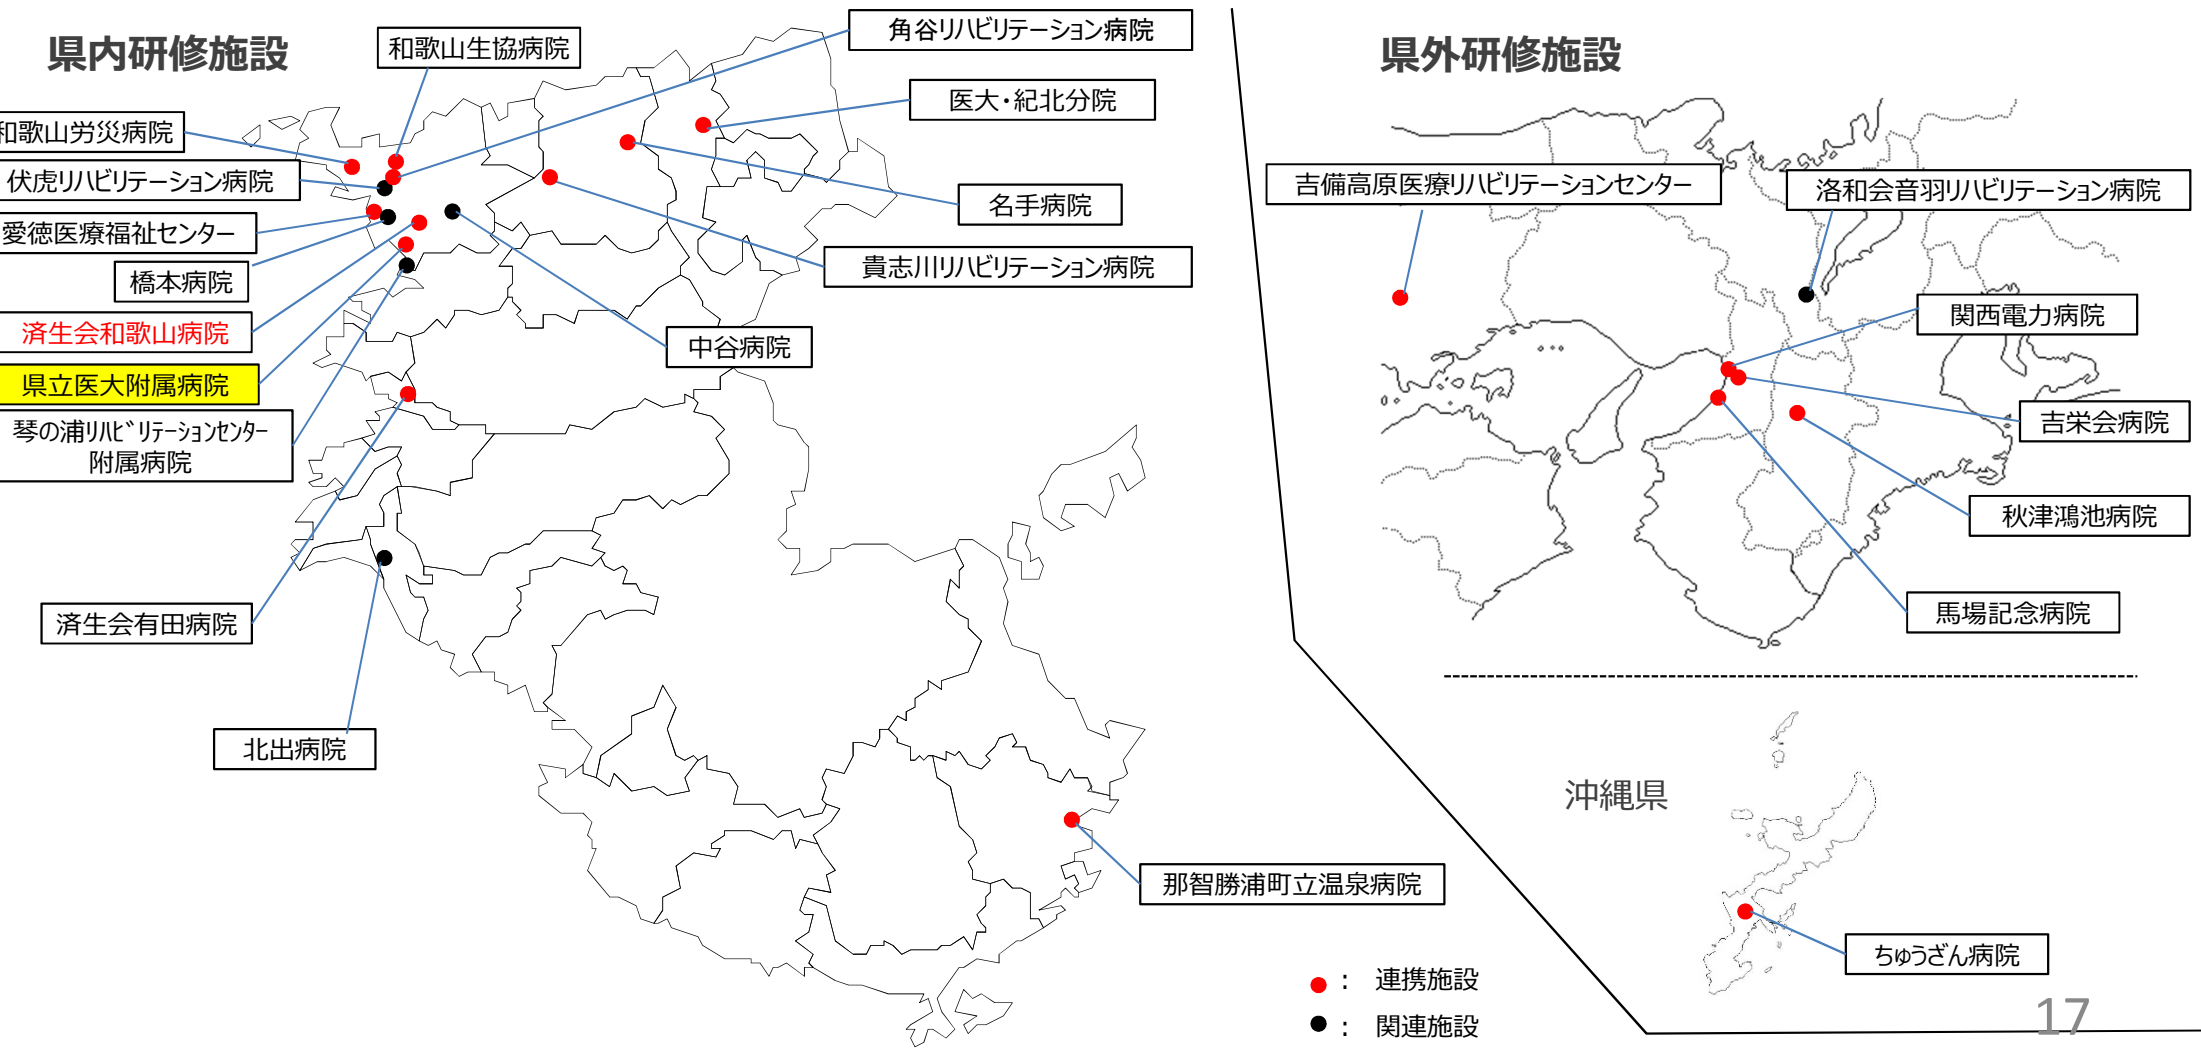 県内研修施設
和歌山生協病院
角谷リハビリテーション病院
医大・紀北分院
和歌山労災病院
伏虎リハビリテーション病院
名手病院
愛徳医療福祉センター
貴志川リハビリテーション病院
橋本病院
済生会和歌山病院
中谷病院
県立医大附属病院
琴の浦リハビリテーションセンター
附属病院
済生会有田病院
北出病院
那智勝浦町立温泉病院
県外研修施設
吉備高原医療リハビリテーションセンター
洛和会音羽リハビリテーション病院
関西電力病院
吉栄会病院
秋津鴻池病院
馬場記念病院
沖縄県
ちゅうざん病院
： 連携施設
： 関連施設
17